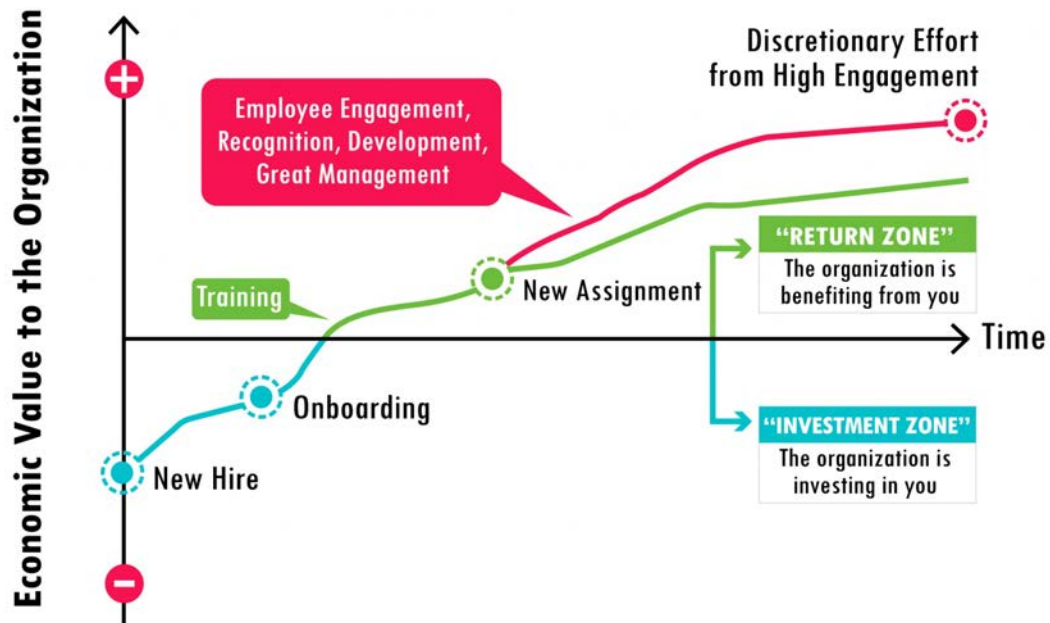 Economic Value to the Organization
+
Discretionary Effort
from High Engagement
Employee Engagement,
Recognition, Development,
Great Management
Training
New Assignment
“RETURN ZONE”
The organization is
benefiting from you
Time
Onboarding
New Hire
“INVESTMENT ZONE”
The organization is
investing in you
-